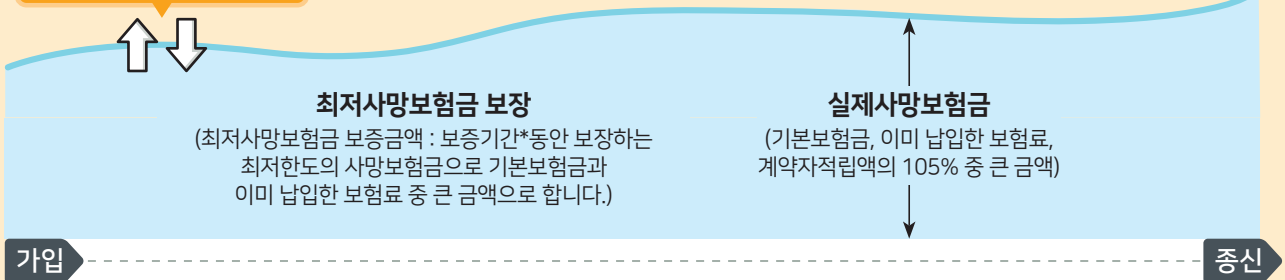 최저사망보험금 보장
(최저사망보험금 보증금액 : 보증기간*동안 보장하는
최저한도의 사망보험금으로 기본보험금과
이미 납입한 보험료 중 큰 금액으로 합니다.)
실제사망보험금
(기본보험금, 이미 납입한 보험료,
계약자적립액의 105% 중 큰 금액)
가입
종신